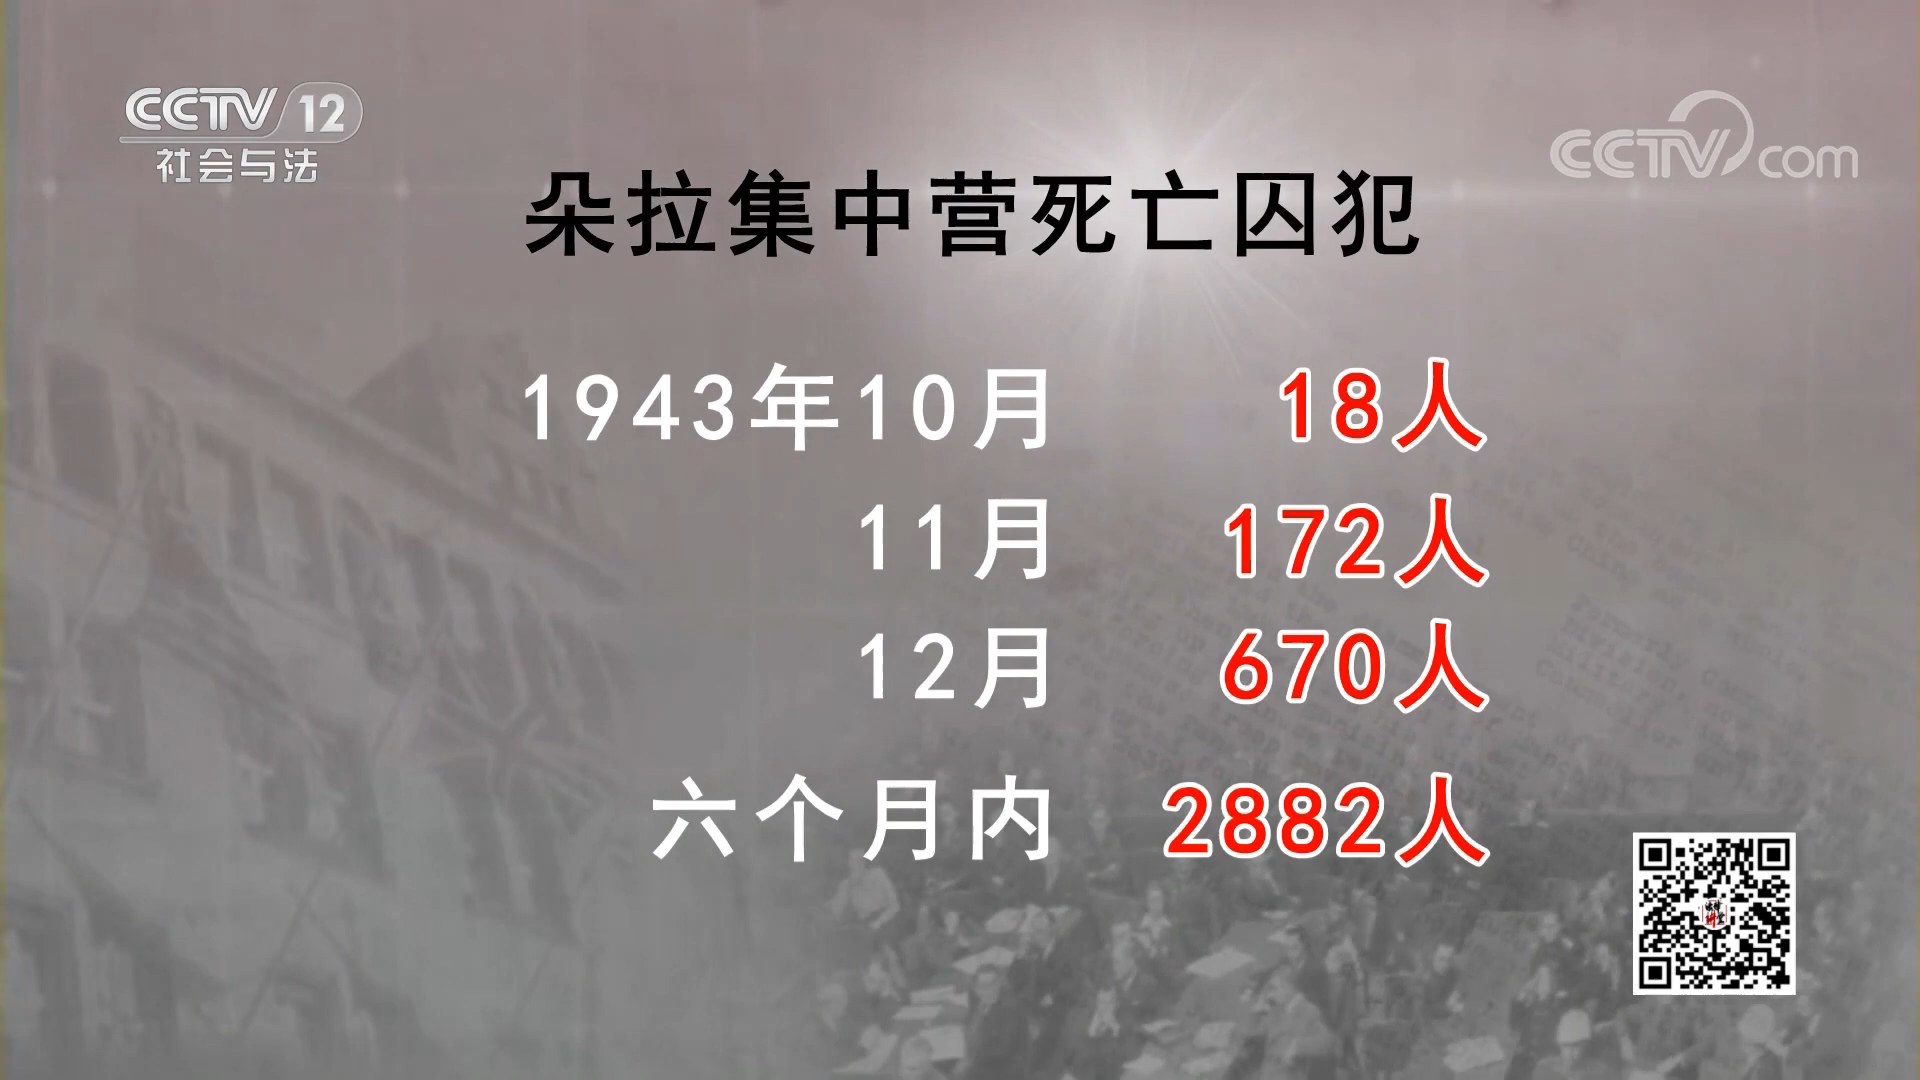 CCTV 12
社会与法
CCTV com
朵拉集中营死亡囚犯
1943年10月 18人
11月 172人
12月 670人
六个月内 2882人